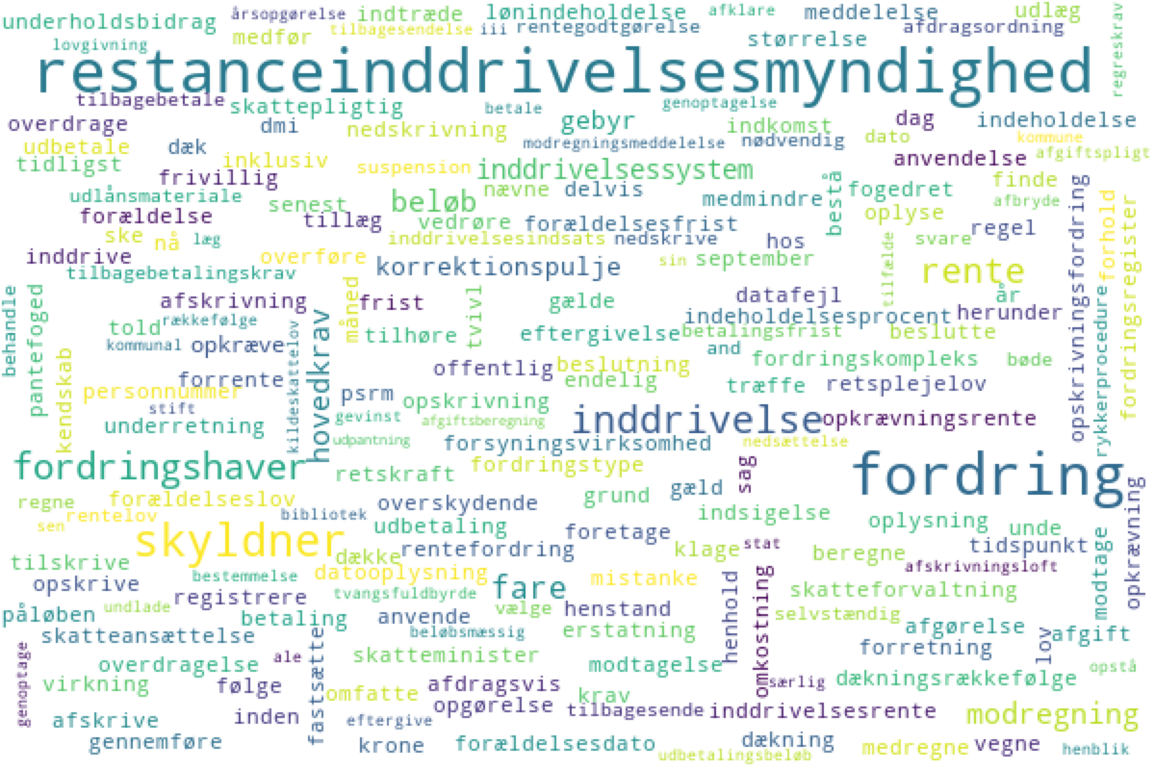 underholdsbidrag årsopgørelse indtræde lønindeholdelse afklare meddelelse udlæg
lovgivning medfør tilbagesendelse iii rentegodtgørelse størrelse afdragsordning regreskrav
restanceinddrivelsesmyndighed
tilbagebetale skattepligtig betale genoptagelse
overdrage dmi nedskrivning gebyr indkomst dag indeholdelse
udbetale dæk modregningsmeddelelse nødvendig dato kommune
tidligst inklusiv suspension inddrivelsessystem anvendelse afgiftspligt
frivillig nævne delvis bestå fogedret finde
udlånsmateriale senest beløb medmindre afbryde
forældelse tillæg vedrøre forældelsesfrist oplyse regel
ske nå læg inddrivelsesindsats nedskrive hos svare
inddrive overføre sin september tilfælde opskrivningsfordring forhold fordringsregister
tilbagebetalingskrav korrektionspulje rente
behandle pantefoged afskrivning måned frist tvivl gælde datafejl år
told rækkefølge tilhøre eftergivelse indeholdelsesprocent herunder
kommunal opkræve kildeskattelov hovedkrav betalingsfrist beslutte rykkerprocedure
and fordringskompleks bøde
kendskab forrente offentlig beslutning
personnummer psrm endelig træffe retsplejelov
stift opskrivning
underretning gevinst afgiftsberegning inddrivelse opkrævningsrente
udpantning forsyningsvirksomhed nedsættelse
fordringshaver retskraft fordringstype sag fordring
regne forældelseslov overskydende grund gæld opkrævning
sen rentelov bibliotek udbetaling indsigelse oplysning unde
skyldner foretage
tilskrive dække rentefordring klage stat beregne tidspunkt modtage
opskrive bestemmelse datooplysning fare mistanke afskrivningsloft
registrere tvangsfuldbyrde henhold omkostning skatteforvaltning
påløben undlade betaling anvende vælge henstand selvstændig
skatteansættelse beløbsmæssig erstatning afgørelse lov afgift
genoptage overdragelse ale fastsætte skatteminister modtagelse forretning opstå
virkning følge omfatte afdragsvis krav særlig dækningsrækkefølge
afskrive inden eftergive opgørelse tilbagesende inddrivelsesrente modregning
gennemføre krone forældelsesdato dækning medregne vegne henblik
udbetalingsbeløb